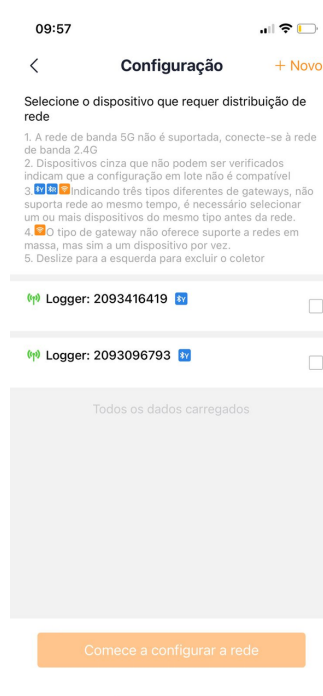 09:57
Configuração
+ Novo
Selecione o dispositivo que requer distribuição de
rede
1. A rede de banda 5G não é suportada, conecte-se à rede
de banda 2.4G
2. Dispositivos cinza que não podem ser verificados
indicam que a configuração em lote não é compatível
3. Indicando três tipos diferentes de gateways, não
suporta rede ao mesmo tempo, é necessário selecionar
um ou mais dispositivos do mesmo tipo antes da rede.
4. O tipo de gateway não oferece suporte a redes em
massa, mas sim a um dispositivo por vez.
5. Deslize para a esquerda para excluir o coletor
Logger: 2093416419
Logger: 2093096793
Todos os dados carregados
Comece a configurar a rede